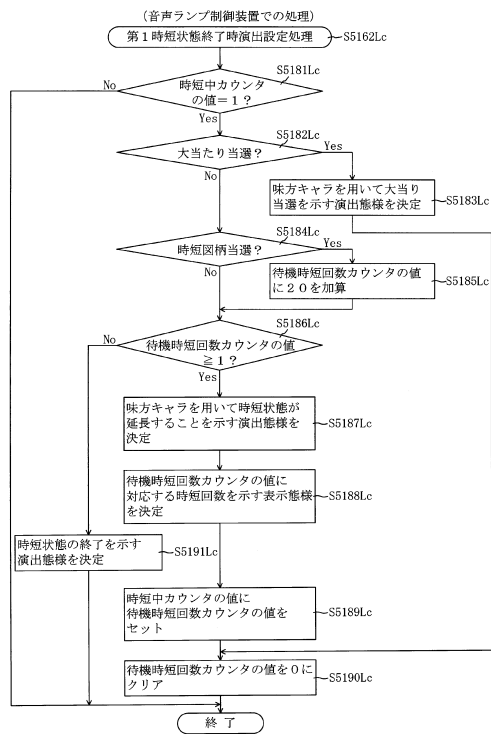 (音声ランプ制御装置での処理)
第1時短状態終了時演出設定処理
S5162Lc
S5181Lc
時短中カウンタ
の値=1?
No
Yes
S5182Lc
大当たり当選?
Yes
No
味方キャラを用いて大当り
当選を示す演出態様を決定
S5183Lc
S5184Lc
時短図柄当選?
Yes
No
待機時短回数カウンタの値
に20を加算
S5185Lc
S5186Lc
待機時短回数カウンタの値
≧1?
No
Yes
味方キャラを用いて時短状態が
延長することを示す演出態様を
決定
S5187Lc
待機時短回数カウンタの値に
対応する時短回数を示す表示態様
を決定
S5188Lc
時短状態の終了を示す
演出態様を決定
S5191Lc
時短中カウンタの値に
待機時短回数カウンタの値を
セット
S5189Lc
待機時短回数カウンタの値を0に
クリア
S5190Lc
終了